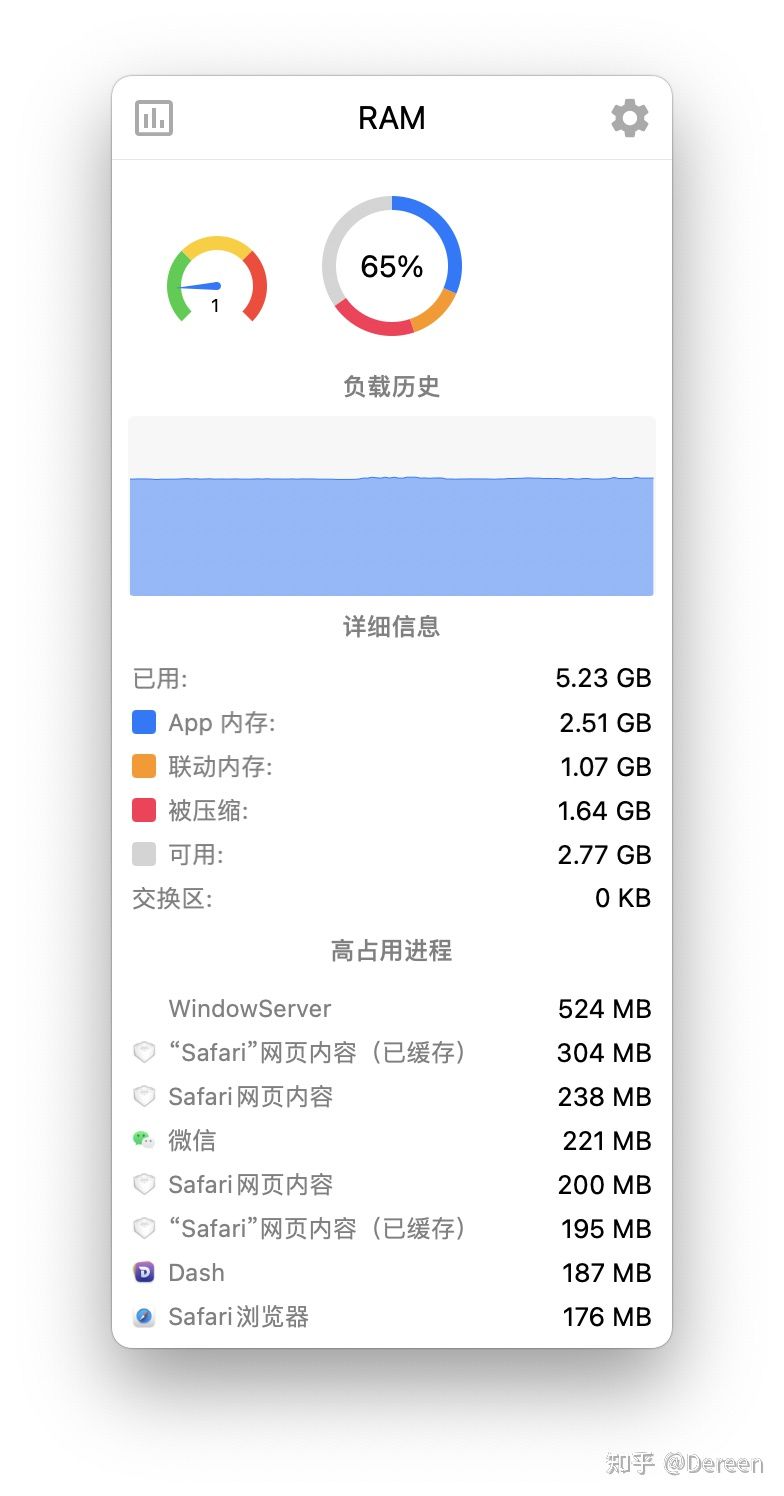 RAM
65%
1
负载历史
详细信息
已用: 5.23 GB
App 内存: 2.51 GB
联动内存: 1.07 GB
被压缩: 1.64 GB
可用: 2.77 GB
交换区: 0 KB
高占用进程
WindowServer 524 MB
“Safari”网页内容（已缓存） 304 MB
Safari网页内容 238 MB
微信 221 MB
Safari网页内容 200 MB
“Safari”网页内容（已缓存） 195 MB
Dash 187 MB
Safari浏览器 176 MB
知乎 @Dereen